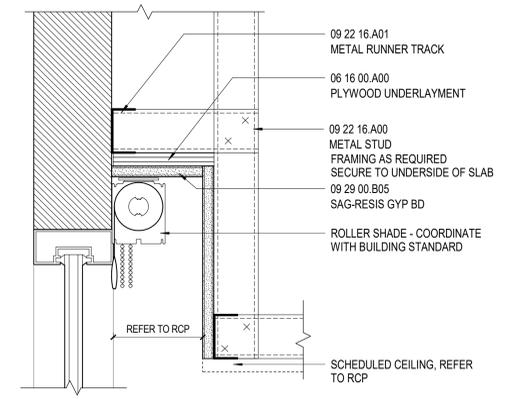 09 22 16.A01
METAL RUNNER TRACK
06 16 00.A00
PLYWOOD UNDERLAYMENT
09 22 16.A00
METAL STUD
FRAMING AS REQUIRED
SECURE TO UNDERSIDE OF SLAB
09 29 00.B05
SAG-RESIS GYP BD
ROLLER SHADE - COORDINATE
WITH BUILDING STANDARD
REFER TO RCP
SCHEDULED CEILING, REFER
TO RCP